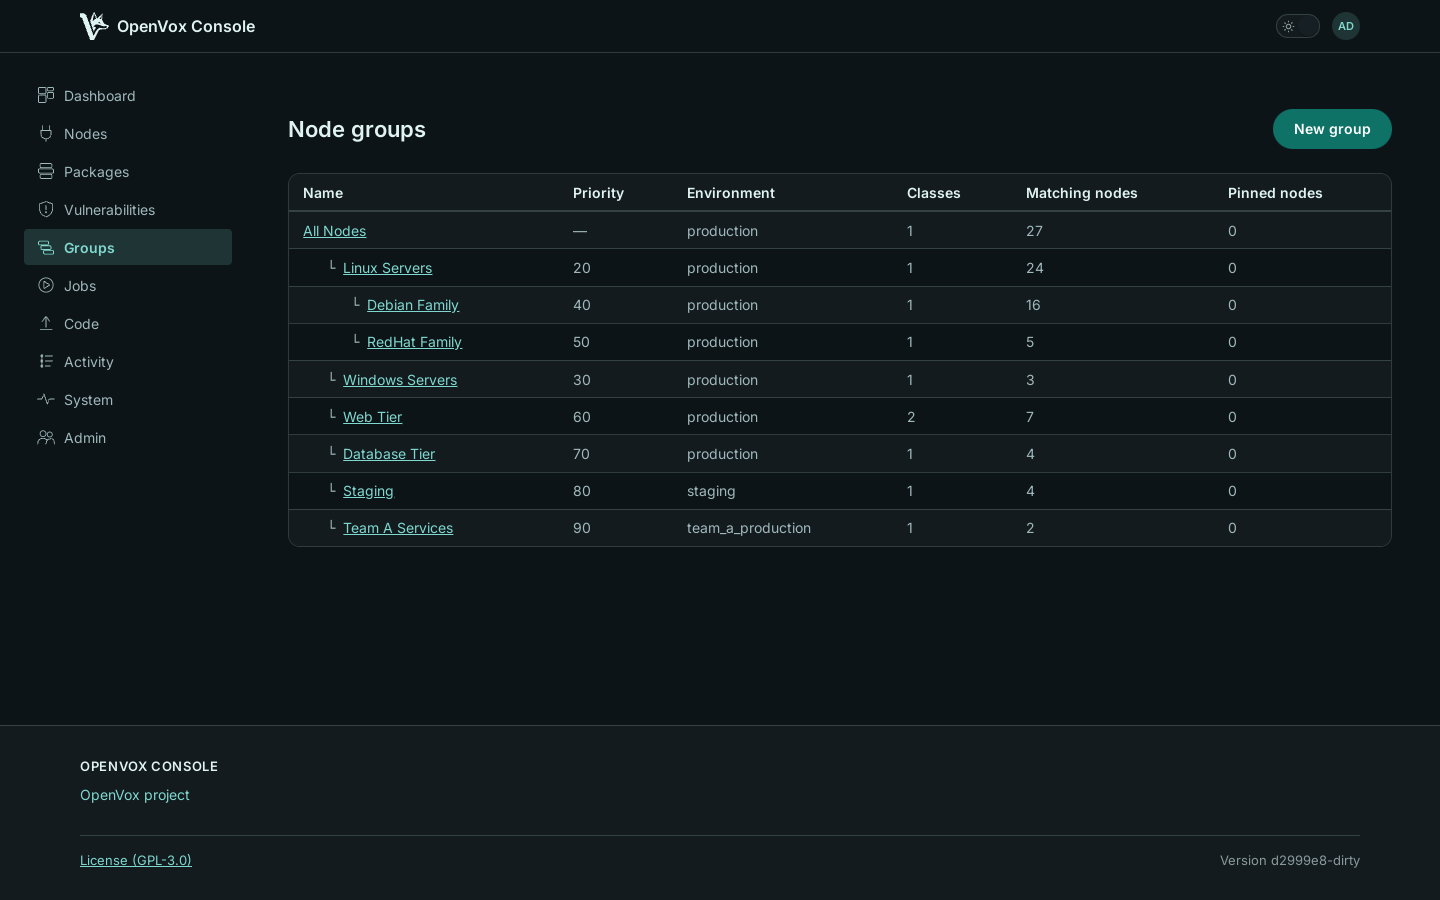 OpenVox Console
AD
Dashboard
Nodes
Packages
Vulnerabilities
Groups
Jobs
Code
Activity
System
Admin
Node groups
New group
Name Priority Environment Classes Matching nodes Pinned nodes
All Nodes — production 1 27 0
└ Linux Servers 20 production 1 24 0
└ Debian Family 40 production 1 16 0
└ RedHat Family 50 production 1 5 0
└ Windows Servers 30 production 1 3 0
└ Web Tier 60 production 2 7 0
└ Database Tier 70 production 1 4 0
└ Staging 80 staging 1 4 0
└ Team A Services 90 team_a_production 1 2 0
OPENVOX CONSOLE
OpenVox project
License (GPL-3.0)
Version d2999e8-dirty